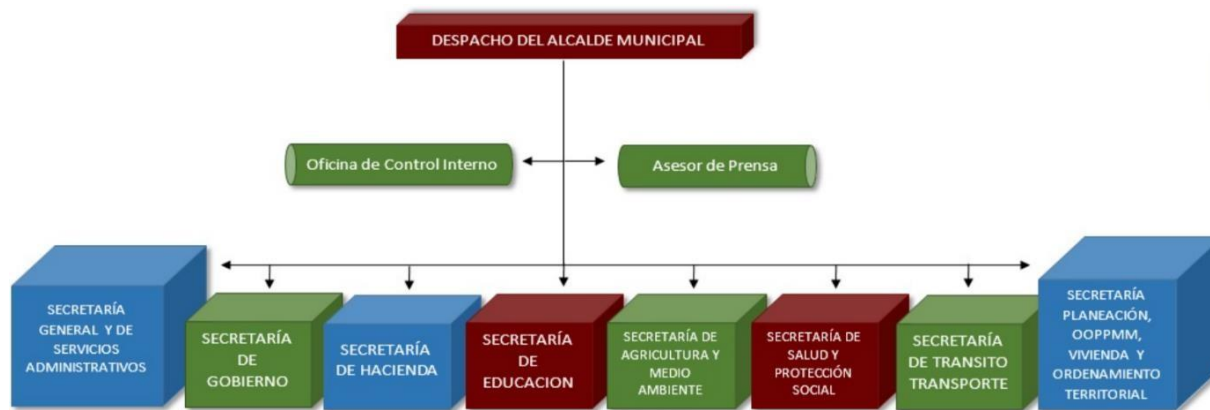 DESPACHO DEL ALCALDE MUNICIPAL
Oficina de Control Interno
Asesor de Prensa
SECRETARÍA
GENERAL Y DE
SERVICIOS
ADMINISTRATIVOS
SECRETARÍA
DE
GOBIERNO
SECRETARÍA
DE HACIENDA
SECRETARÍA
DE
EDUCACION
SECRETARÍA DE
AGRICULTURA Y
MEDIO
AMBIENTE
SECRETARÍA DE
SALUD Y
PROTECCIÓN
SOCIAL
SECRETARÍA
DE TRANSITO
TRANSPORTE
SECRETARÍA
PLANEACIÓN,
OOPPMM,
VIVIENDA Y
ORDENAMIENTO
TERRITORIAL